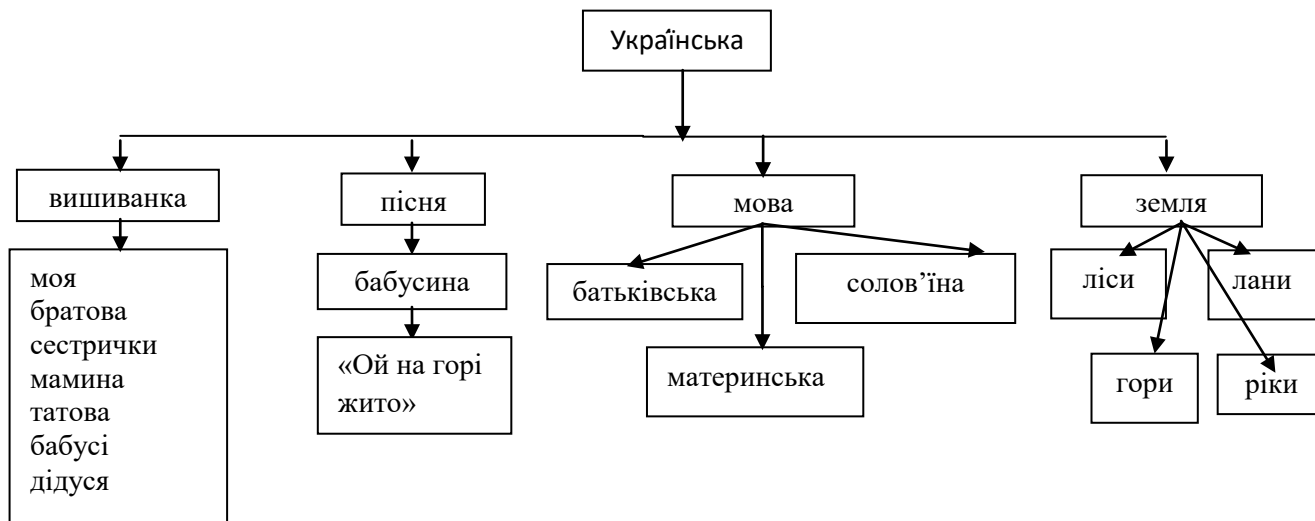 Українська
вишиванка
пісня
мова
земля
моя
братова
сестрички
мамина
татова
бабусі
дідуся
бабусина
«Ой на горі
жито»
батьківська
солов’їна
материнська
ліси
лани
гори
ріки